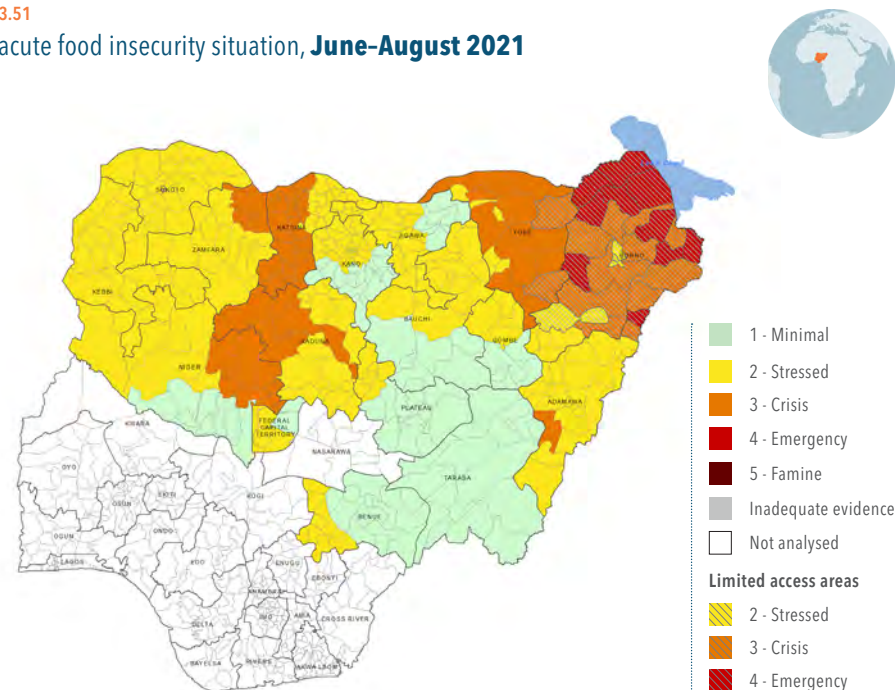 3.51
acute food insecurity situation, June–August 2021
SOKOTO
KATSINA
ZAMFARA
JIGAWA
YOBE
BORNO
KANO
KEBBI
BAUCHI
GOMBE
KADUNA
NIGER
ADAMAWA
PLATEAU
FEDERAL
CAPITAL
TERRITORY
KWARA
NASARAWA
OYO
TARABA
KOGI
EKITI
OSUN
BENUE
ONDO
OGUN
LAGOS
EDO
ENUGU
EBONYI
ANAMBRA
IMO
ABIA
CROSS RIVER
DELTA
BAYELSA
RIVERS
AKWA IBOM
1 - Minimal
2 - Stressed
3 - Crisis
4 - Emergency
5 - Famine
Inadequate evidence
Not analysed
Limited access areas
2 - Stressed
3 - Crisis
4 - Emergency